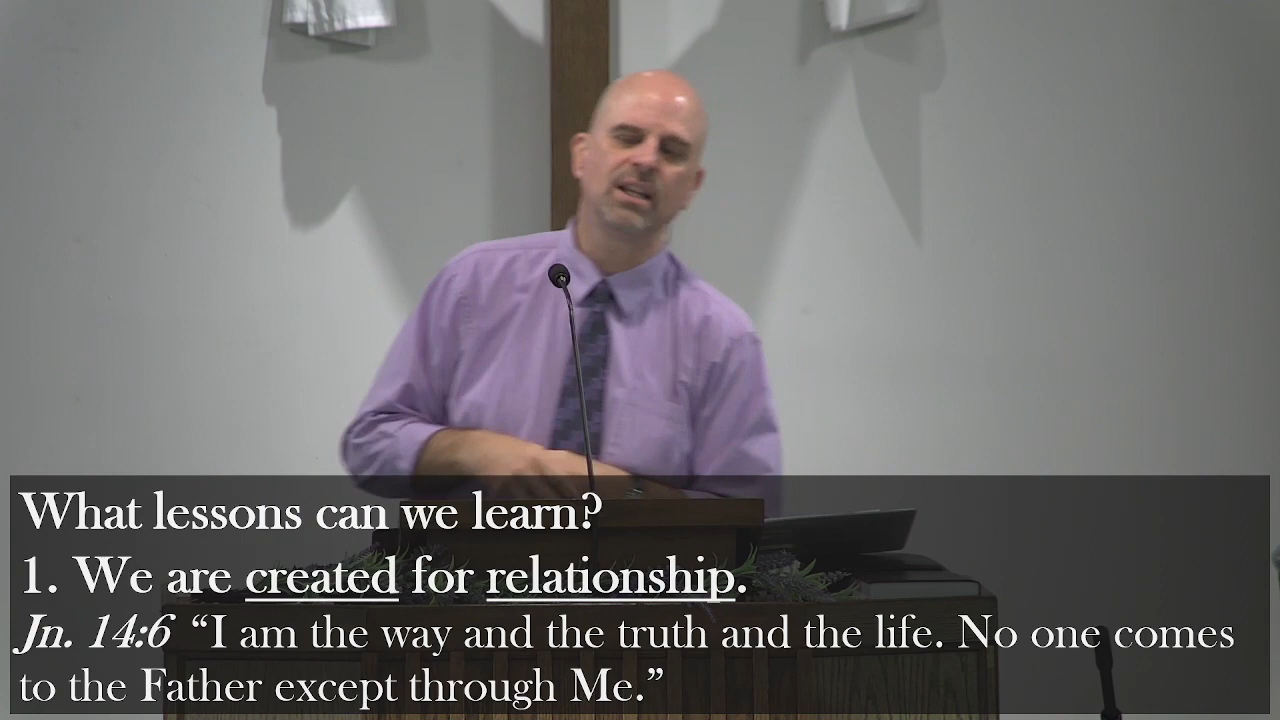 What lessons can we learn?
1. We are created for relationship.
Jn. 14:6 “I am the way and the truth and the life. No one comes
to the Father except through Me.”